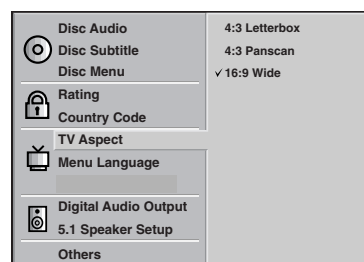 Disc Audio
Disc Subtitle
Disc Menu
Rating
Country Code
TV Aspect
Menu Language
Digital Audio Output
5.1 Speaker Setup
Others
4:3 Letterbox
4:3 Panscan
✓ 16:9 Wide